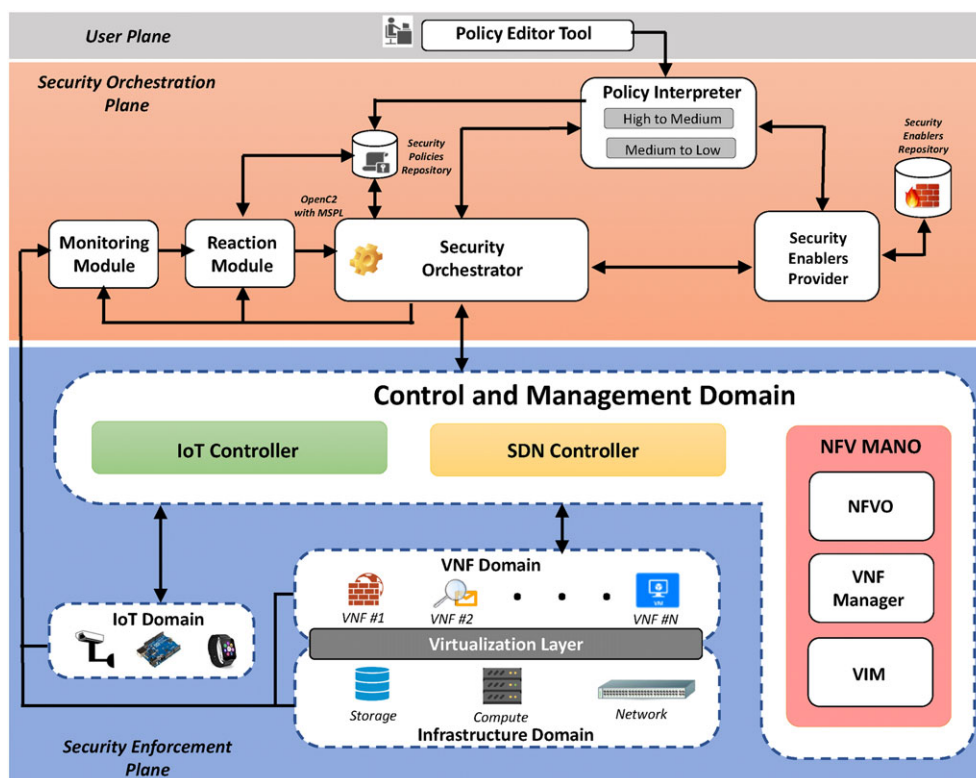 User Plane
Policy Editor Tool
Security Orchestration
Plane
Policy Interpreter
High to Medium
Medium to Low
Security
Policies
Repository
Security
Enablers
Repository
OpenC2
with MSPL
Monitoring
Module
Reaction
Module
Security
Orchestrator
Security
Enablers
Provider
Control and Management Domain
IoT Controller
SDN Controller
NFV MANO
NFVO
VNF
Manager
VIM
VNF Domain
VNF #1
VNF #2
VNF #N
IoT Domain
Virtualization Layer
Storage
Compute
Network
Infrastructure Domain
Security Enforcement
Plane